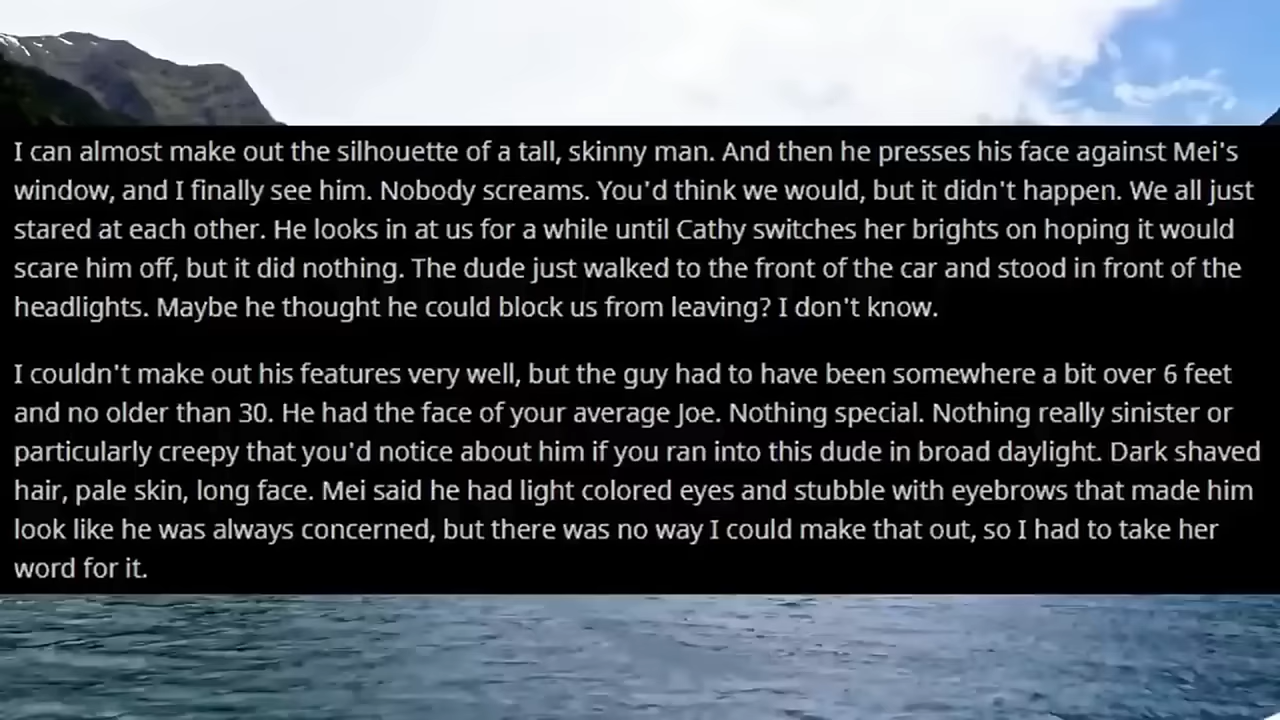 I can almost make out the silhouette of a tall, skinny man. And then he presses his face against Mei's
window, and I finally see him. Nobody screams. You'd think we would, but it didn't happen. We all just
stared at each other. He looks in at us for a while until Cathy switches her brights on hoping it would
scare him off, but it did nothing. The dude just walked to the front of the car and stood in front of the
headlights. Maybe he thought he could block us from leaving? I don't know.
I couldn't make out his features very well, but the guy had to have been somewhere a bit over 6 feet
and no older than 30. He had the face of your average Joe. Nothing special. Nothing really sinister or
particularly creepy that you'd notice about him if you ran into this dude in broad daylight. Dark shaved
hair, pale skin, long face. Mei said he had light colored eyes and stubble with eyebrows that made him
look like he was always concerned, but there was no way I could make that out, so I had to take her
word for it.